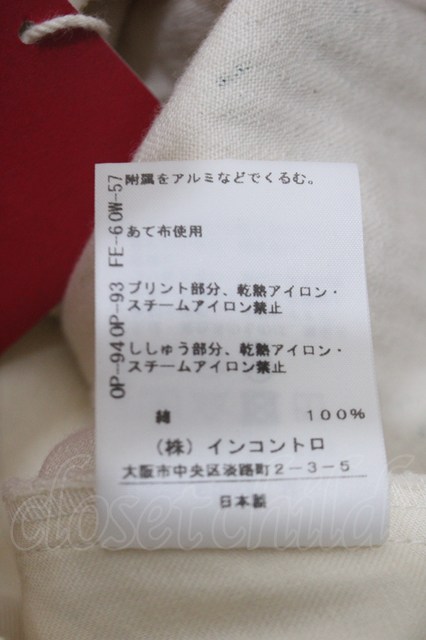 附属をアルミなどでくるむ。
あて布使用
プリント部分、乾熱アイロン・
スチームアイロン禁止
ししゅう部分、乾熱アイロン・
スチームアイロン禁止
綿 100%
(株) インコントロ
大阪市中央区淡路町2-3-5
日本製
OP-94OP-93 FE-60W-57
closet child